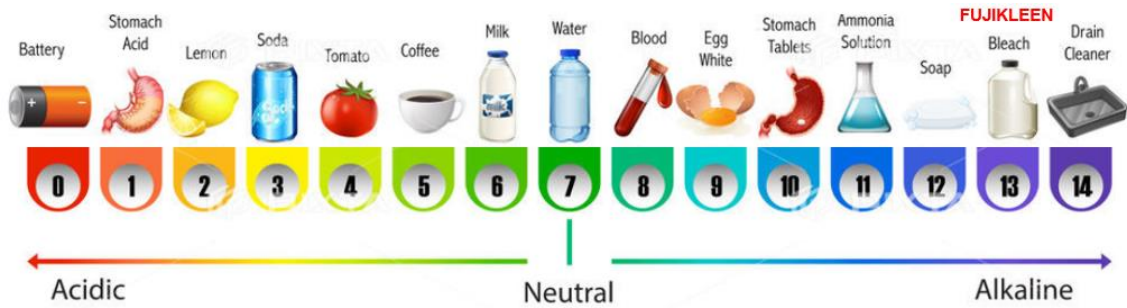 FUJIKLEEN
Battery
Stomach
Acid
Lemon
Soda
Tomato
Coffee
Milk
Water
Blood
Egg
White
Stomach
Tablets
Ammonia
Solution
Soap
Bleach
Drain
Cleaner
+ −
milk
0 1 2 3 4 5 6 7 8 9 10 11 12 13 14
Acidic
Neutral
Alkaline